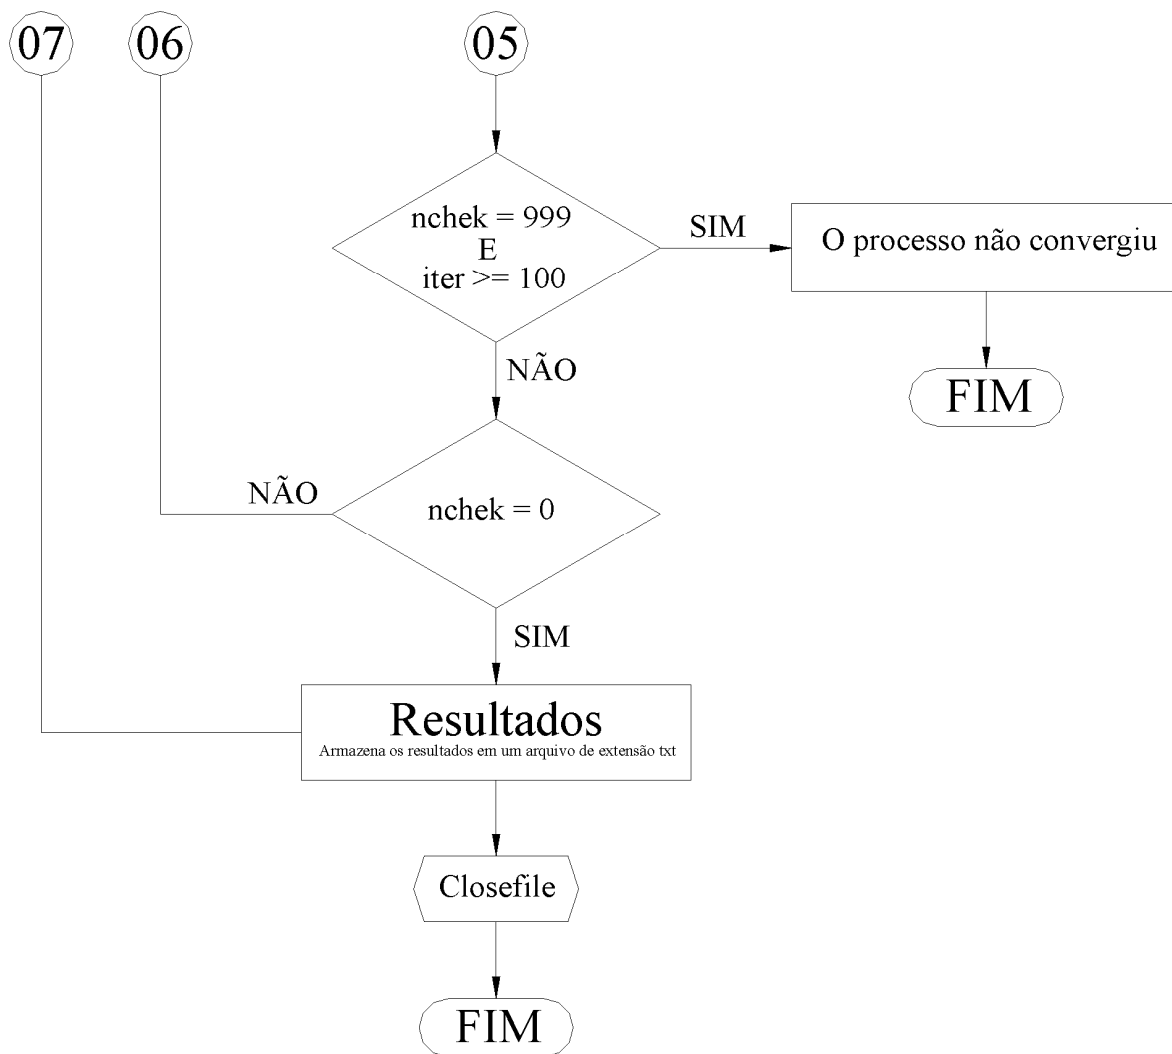 07
06
05
nchek = 999
E
iter >= 100
SIM
O processo não convergiu
NÃO
FIM
NÃO
nchek = 0
SIM
Resultados
Armazena os resultados em um arquivo de extensão txt
Closefile
FIM